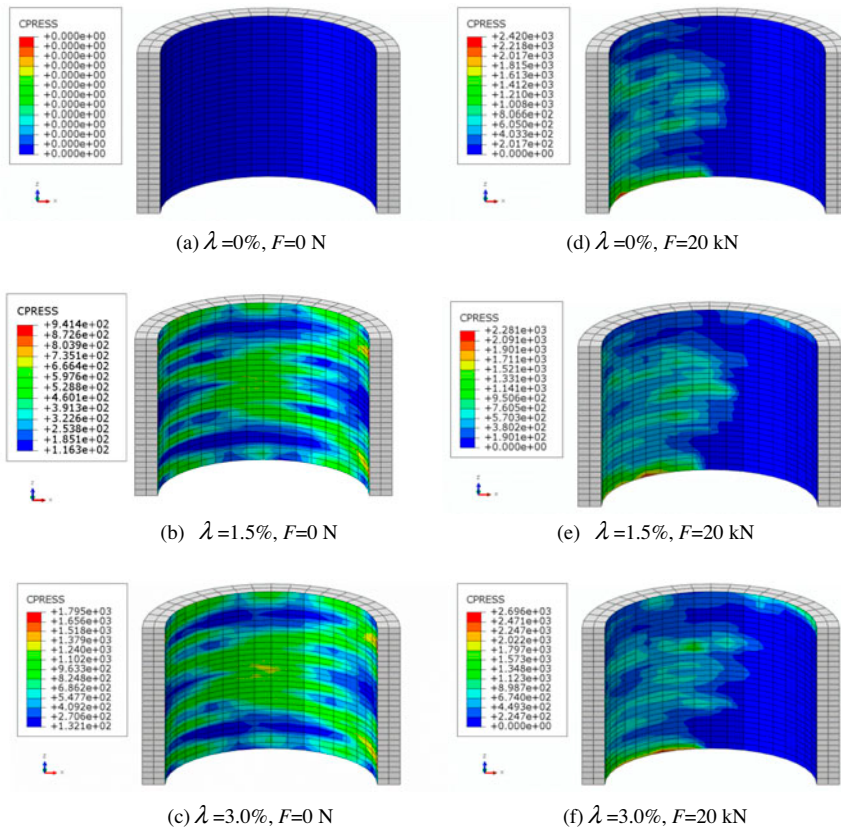 CPRESS
+0.000e+00
+0.000e+00
+0.000e+00
+0.000e+00
+0.000e+00
+0.000e+00
+0.000e+00
+0.000e+00
+0.000e+00
+0.000e+00
+0.000e+00
+0.000e+00
+0.000e+00
Z
X
(a) λ =0%, F=0 N
CPRESS
+2.420e+03
+2.218e+03
+2.017e+03
+1.815e+03
+1.613e+03
+1.412e+03
+1.210e+03
+1.008e+03
+8.066e+02
+6.050e+02
+4.033e+02
+2.017e+02
+0.000e+00
Z
X
(d) λ =0%, F=20 kN
CPRESS
+9.414e+02
+8.726e+02
+8.039e+02
+7.351e+02
+6.664e+02
+5.976e+02
+5.288e+02
+4.601e+02
+3.913e+02
+3.226e+02
+2.538e+02
+1.851e+02
+1.163e+02
Z
X
(b) λ =1.5%, F=0 N
CPRESS
+2.281e+03
+2.091e+03
+1.901e+03
+1.711e+03
+1.521e+03
+1.331e+03
+1.141e+03
+9.506e+02
+7.605e+02
+5.703e+02
+3.802e+02
+1.901e+02
+0.000e+00
Z
X
(e) λ =1.5%, F=20 kN
CPRESS
+1.795e+03
+1.656e+03
+1.518e+03
+1.379e+03
+1.240e+03
+1.102e+03
+9.633e+02
+8.248e+02
+6.862e+02
+5.477e+02
+4.092e+02
+2.706e+02
+1.321e+02
Z
X
(c) λ =3.0%, F=0 N
CPRESS
+2.696e+03
+2.471e+03
+2.247e+03
+2.022e+03
+1.797e+03
+1.573e+03
+1.348e+03
+1.123e+03
+8.987e+02
+6.740e+02
+4.493e+02
+2.247e+02
+0.000e+00
Z
X
(f) λ =3.0%, F=20 kN